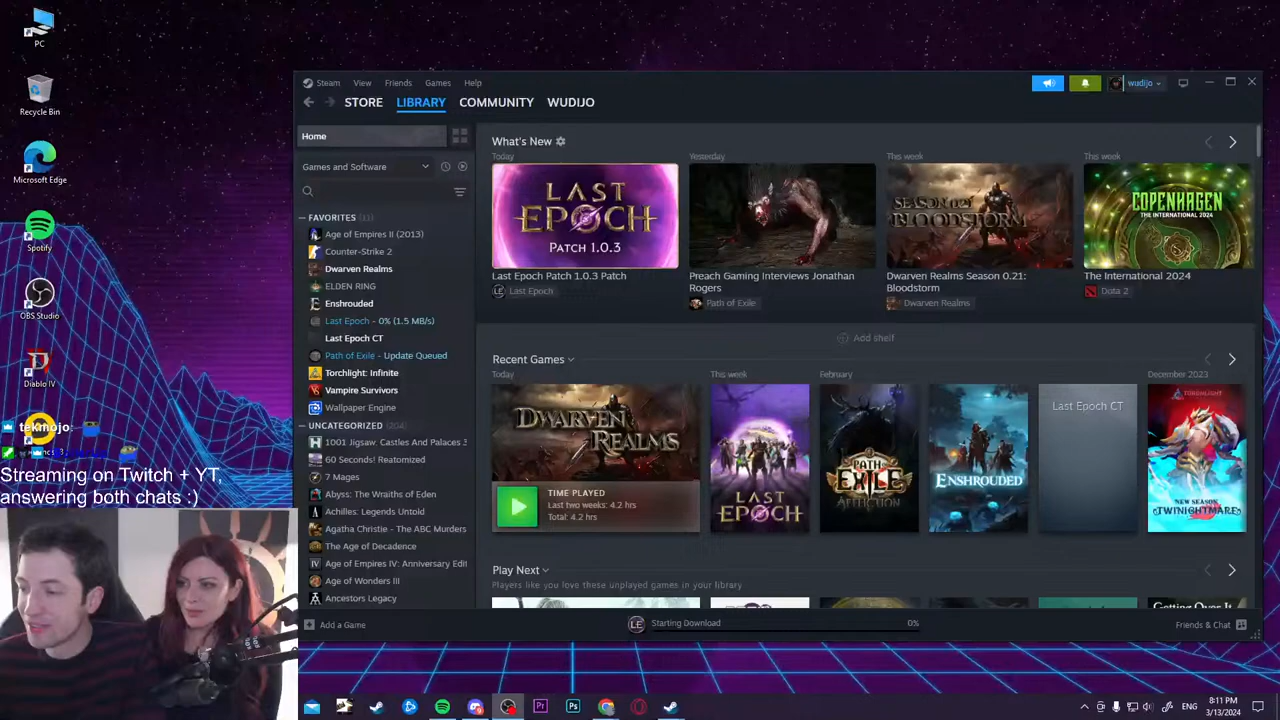 PC
Recycle Bin
Microsoft Edge
Spotify
OBS Studio
Diablo IV
tekmojo:
Streaming on Twitch + YT,
answering both chats :)
Steam View Friends Games Help
wudijo
STORE LIBRARY COMMUNITY WUDIJO
Home
Games and Software
FAVORITES (11)
Age of Empires II (2013)
Counter-Strike 2
Dwarven Realms
ELDEN RING
Enshrouded
Last Epoch - 0% (1.5 MB/s)
Last Epoch CT
Path of Exile - Update Queued
Torchlight: Infinite
Vampire Survivors
Wallpaper Engine
UNCATEGORIZED (204)
1001 Jigsaw. Castles And Palaces 3
60 Seconds! Reatomized
7 Mages
Abyss: The Wraiths of Eden
Achilles: Legends Untold
Agatha Christie - The ABC Murders
The Age of Decadence
Age of Empires IV: Anniversary Edit
Age of Wonders III
Ancestors Legacy
What's New
Today
Yesterday
This week
This week
LAST
EPOCH
PATCH 1.0.3
BLOODSTORM
COPENHAGEN
THE INTERNATIONAL 2024
Last Epoch Patch 1.0.3 Patch
LE Last Epoch
Preach Gaming Interviews Jonathan
Rogers
Path of Exile
Dwarven Realms Season 0.21:
Bloodstorm
Dwarven Realms
The International 2024
Dota 2
Add shelf
Recent Games
Today
This week
February
December 2023
DWARVEN
REALMS
TIME PLAYED
Last two weeks: 4.2 hrs
Total: 4.2 hrs
LAST
EPOCH
PATH OF
EXILE
AFFLICTION
ENSHROUDED
Last Epoch CT
TORCHLIGHT
NEW SEASON
TWINIGHTMARE
Play Next
Players like you love these unplayed games in your library
Getting Over It
Add a Game
LE Starting Download 0%
Friends & Chat
ENG
8:11 PM
3/13/2024